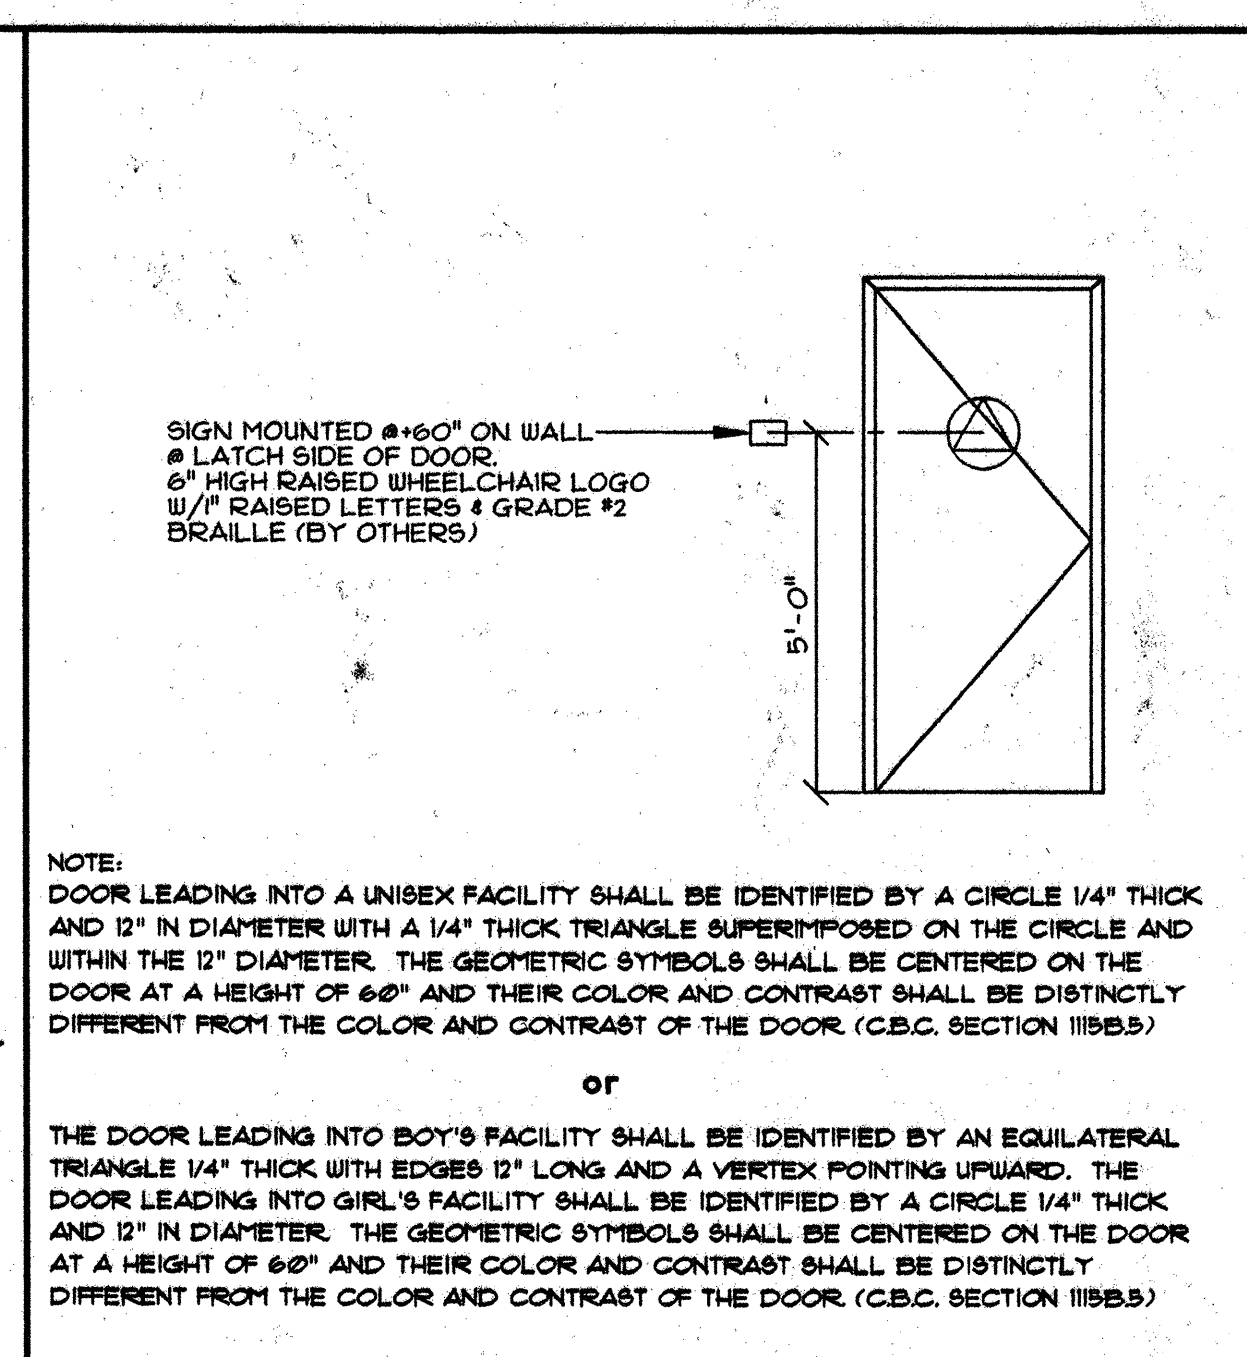 SIGN MOUNTED @+60" ON WALL
@ LATCH SIDE OF DOOR.
6" HIGH RAISED WHEELCHAIR LOGO
W/1" RAISED LETTERS & GRADE #2
BRAILLE (BY OTHERS)
5'-0"
NOTE:
DOOR LEADING INTO A UNISEX FACILITY SHALL BE IDENTIFIED BY A CIRCLE 1/4" THICK
AND 12" IN DIAMETER WITH A 1/4" THICK TRIANGLE SUPERIMPOSED ON THE CIRCLE AND
WITHIN THE 12" DIAMETER. THE GEOMETRIC SYMBOLS SHALL BE CENTERED ON THE
DOOR AT A HEIGHT OF 60" AND THEIR COLOR AND CONTRAST SHALL BE DISTINCTLY
DIFFERENT FROM THE COLOR AND CONTRAST OF THE DOOR. (C.B.C. SECTION 1115B.5)
or
THE DOOR LEADING INTO BOY'S FACILITY SHALL BE IDENTIFIED BY AN EQUILATERAL
TRIANGLE 1/4" THICK WITH EDGES 12" LONG AND A VERTEX POINTING UPWARD. THE
DOOR LEADING INTO GIRL'S FACILITY SHALL BE IDENTIFIED BY A CIRCLE 1/4" THICK
AND 12" IN DIAMETER. THE GEOMETRIC SYMBOLS SHALL BE CENTERED ON THE DOOR
AT A HEIGHT OF 60" AND THEIR COLOR AND CONTRAST SHALL BE DISTINCTLY
DIFFERENT FROM THE COLOR AND CONTRAST OF THE DOOR. (C.B.C. SECTION 1115B.5)